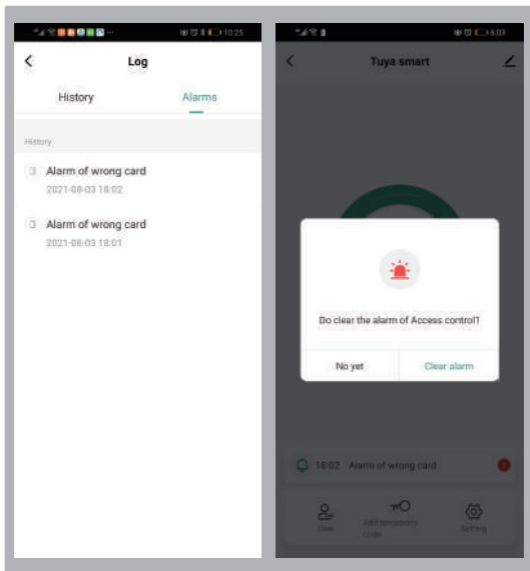 10:25
Log
History
Alarms
History
Alarm of wrong card
2021-08-03 18:02
Alarm of wrong card
2021-08-03 18:01
6:03
Tuya smart
Do clear the alarm of Access control1
No yet
Clear alarm
18:02 Alarm of wrong card
User
Add temporary
code
Setting